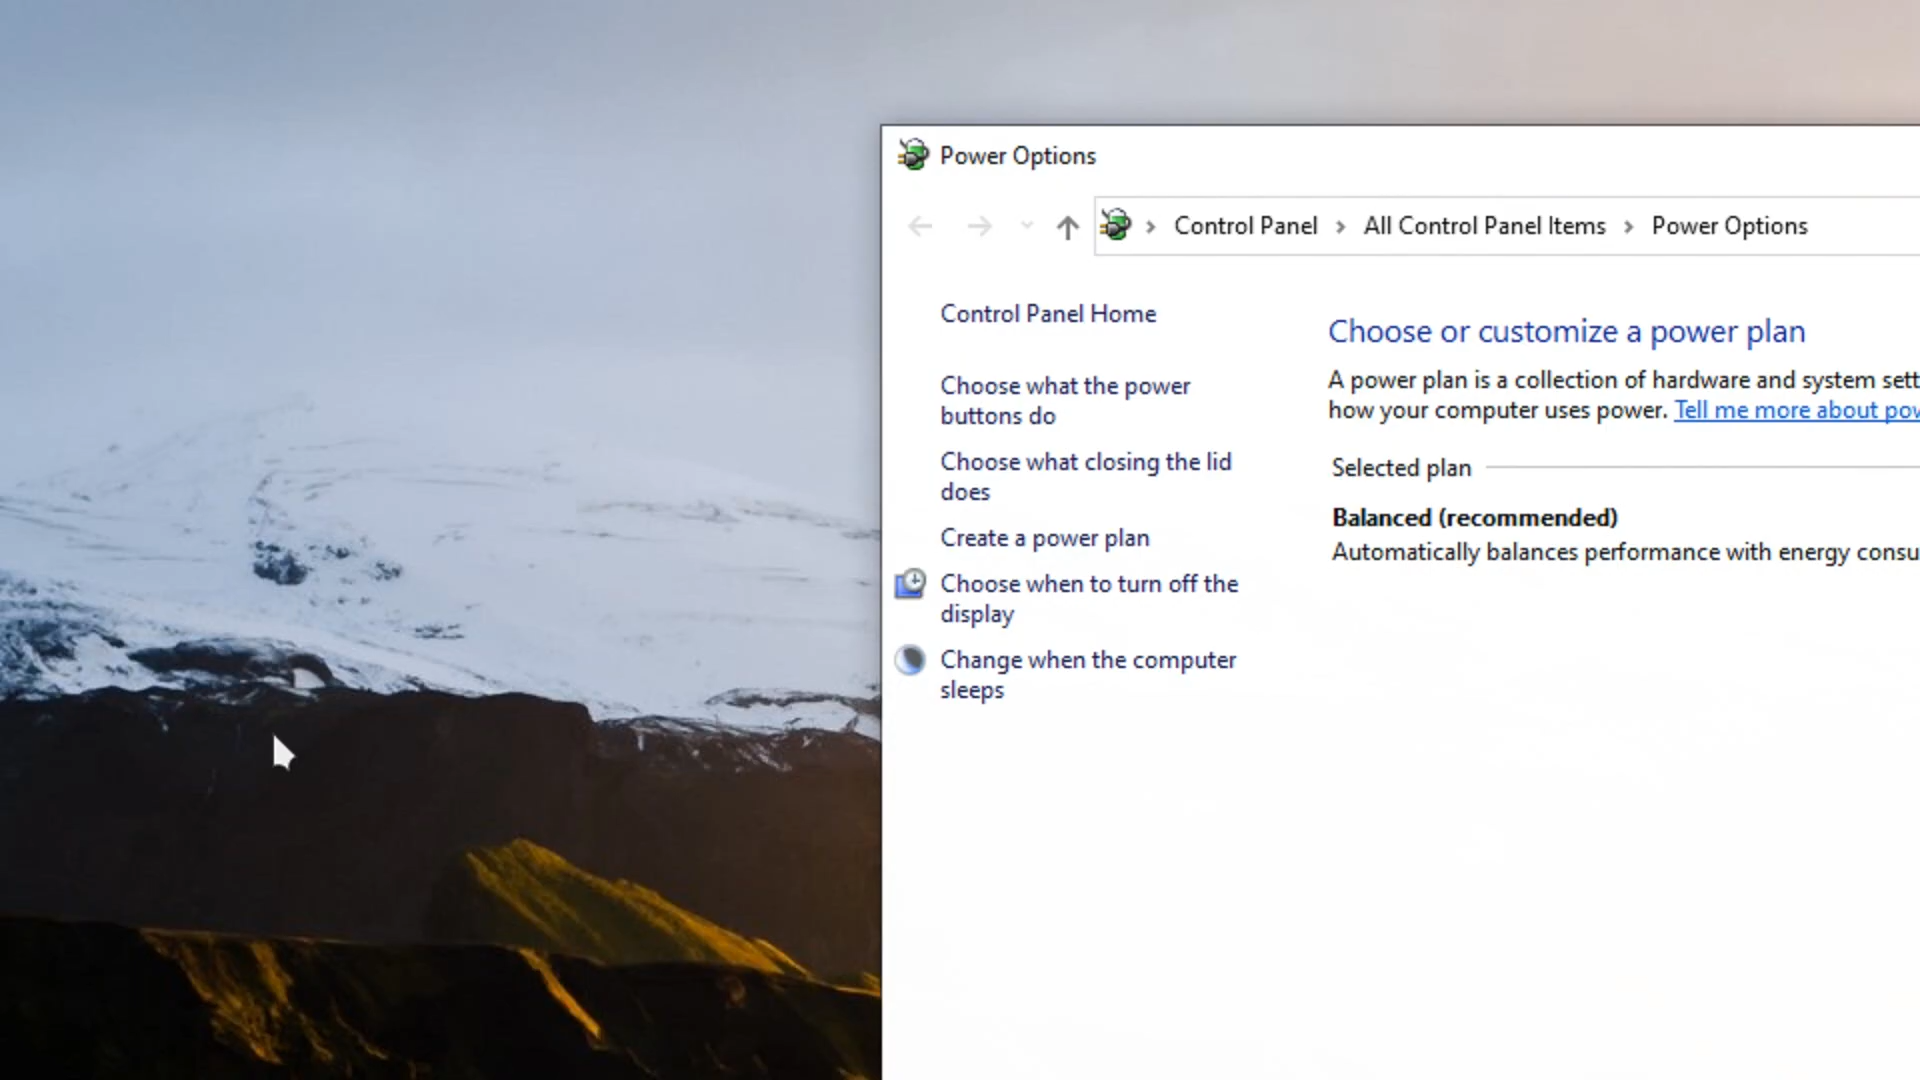 Power Options
Control Panel
All Control Panel Items
Power Options
Control Panel Home
Choose what the power
buttons do
Choose what closing the lid
does
Create a power plan
Choose when to turn off the
display
Change when the computer
sleeps
Choose or customize a power plan
A power plan is a collection of hardware and system sett
how your computer uses power. Tell me more about pow
Selected plan
Balanced (recommended)
Automatically balances performance with energy consu